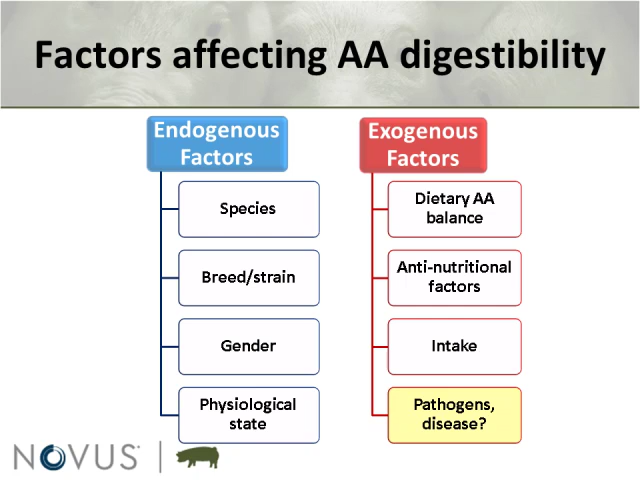 Factors affecting AA digestibility
Endogenous
Factors
Species
Breed/strain
Gender
Physiological
state
Exogenous
Factors
Dietary AA
balance
Anti-nutritional
factors
Intake
Pathogens,
disease?
NOVUS